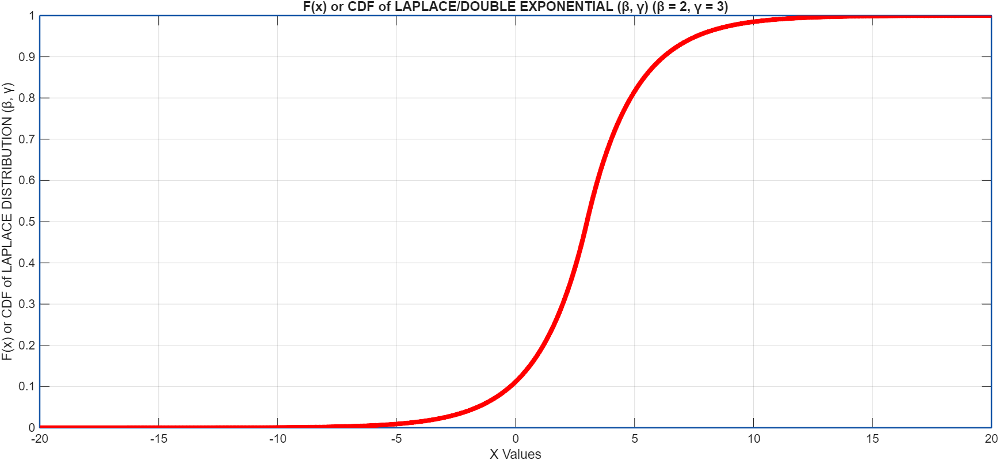 F(x) or CDF of LAPLACE/DOUBLE EXPONENTIAL (β, γ) (β = 2, γ = 3)
F(x) or CDF of LAPLACE DISTRIBUTION (β, γ)
1
0.9
0.8
0.7
0.6
0.5
0.4
0.3
0.2
0.1
0
-20 -15 -10 -5 0 5 10 15 20
X Values